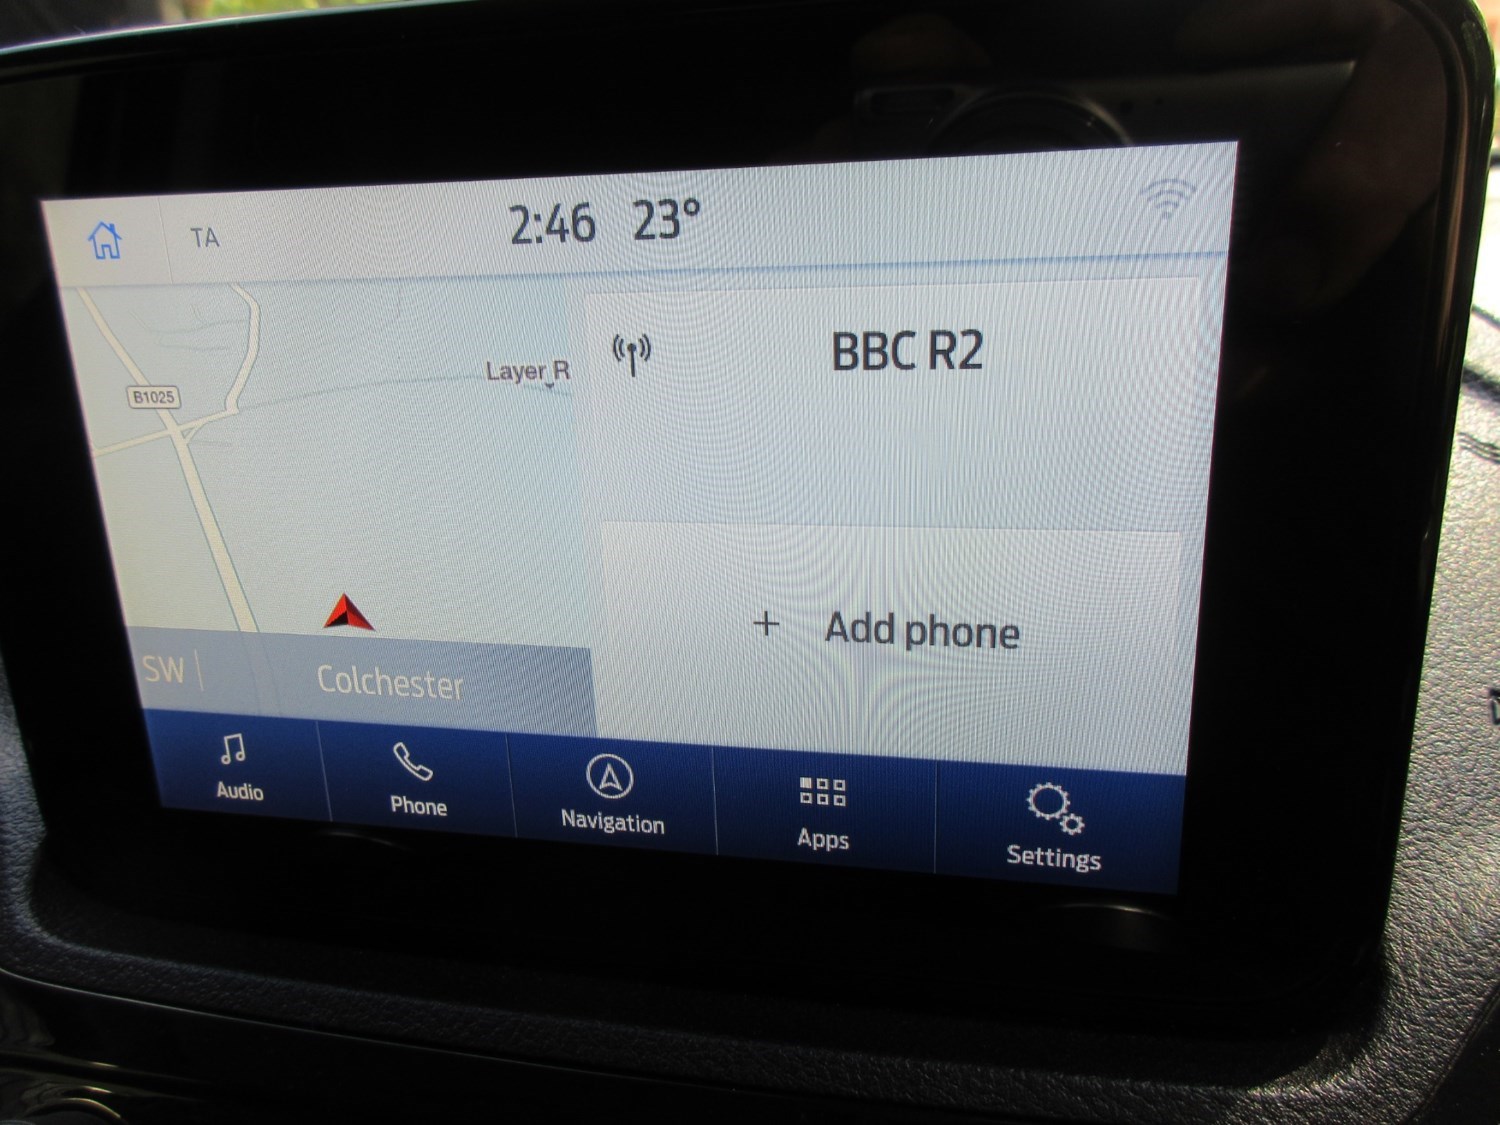 TA
2:46 23°
B1025
Layer R
BBC R2
+ Add phone
SW
Colchester
Audio
Phone
Navigation
Apps
Settings